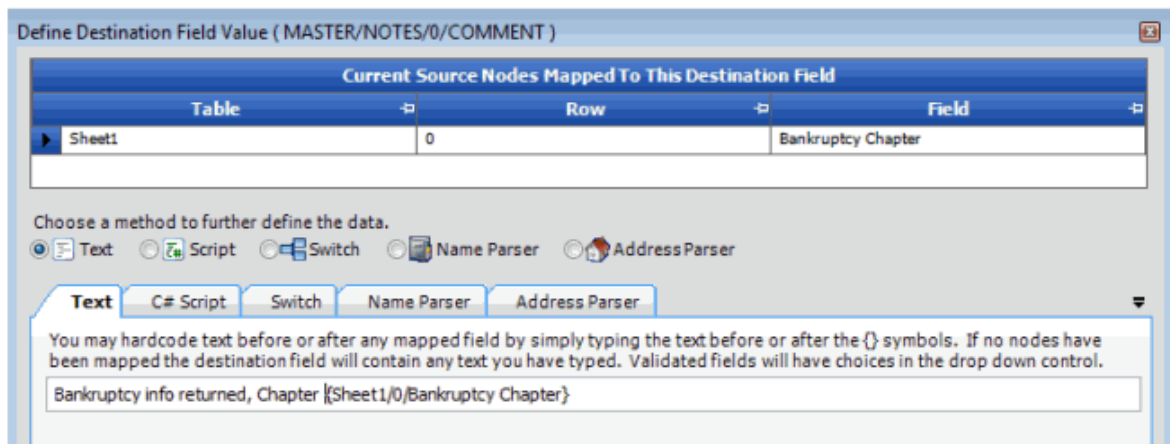 Define Destination Field Value ( MASTER/NOTES/0/COMMENT )
Current Source Nodes Mapped To This Destination Field
Table Row Field
Sheet1 0 Bankruptcy Chapter
Choose a method to further define the data.
Text C# Script Switch Name Parser Address Parser
Text C# Script Switch Name Parser Address Parser
You may hardcode text before or after any mapped field by simply typing the text before or after the {} symbols. If no nodes have
been mapped the destination field will contain any text you have typed. Validated fields will have choices in the drop down control.
Bankruptcy info returned, Chapter {Sheet1/0/Bankruptcy Chapter}